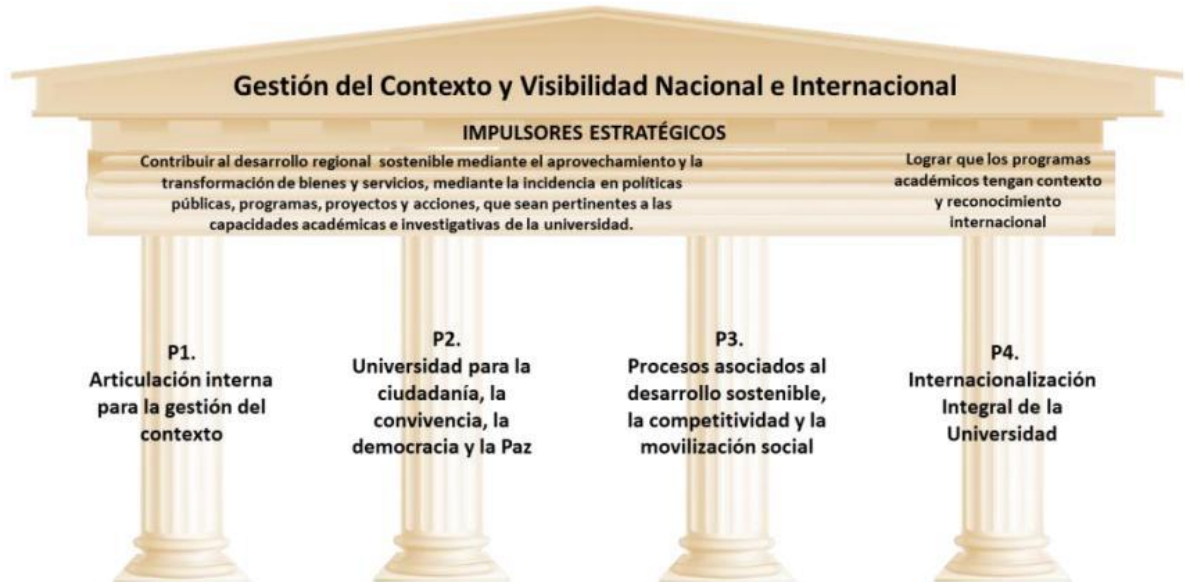 Gestión del Contexto y Visibilidad Nacional e Internacional
IMPULSORES ESTRATÉGICOS
Contribuir al desarrollo regional sostenible mediante el aprovechamiento y la
transformación de bienes y servicios, mediante la incidencia en políticas
públicas, programas, proyectos y acciones, que sean pertinentes a las
capacidades académicas e investigativas de la universidad.
Lograr que los programas
académicos tengan contexto
y reconocimiento
internacional
P1.
Articulación interna
para la gestión del
contexto
P2.
Universidad para la
ciudadanía, la
convivencia, la
democracia y la Paz
P3.
Procesos asociados al
desarrollo sostenible,
la competitividad y la
movilización social
P4.
Internacionalización
Integral de la
Universidad